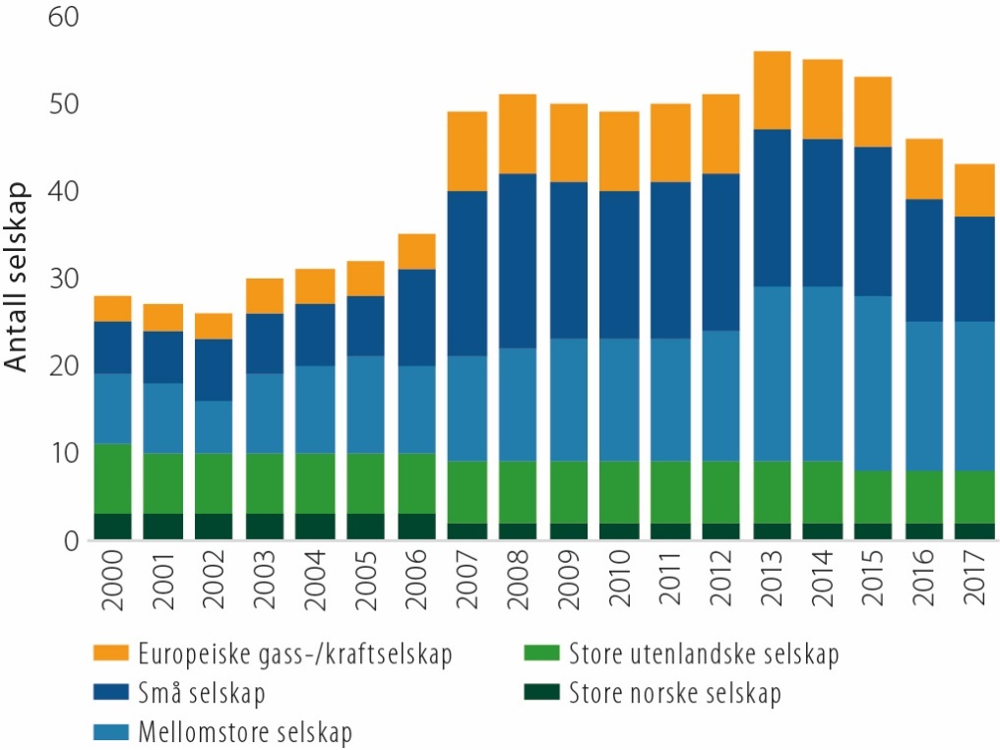 60
50
40
30
20
10
0
Antall selskap
2000 2001 2002 2003 2004 2005 2006 2007 2008 2009 2010 2011 2012 2013 2014 2015 2016 2017
Europeiske gass-/kraftselskap
Små selskap
Mellomstore selskap
Store utenlandske selskap
Store norske selskap